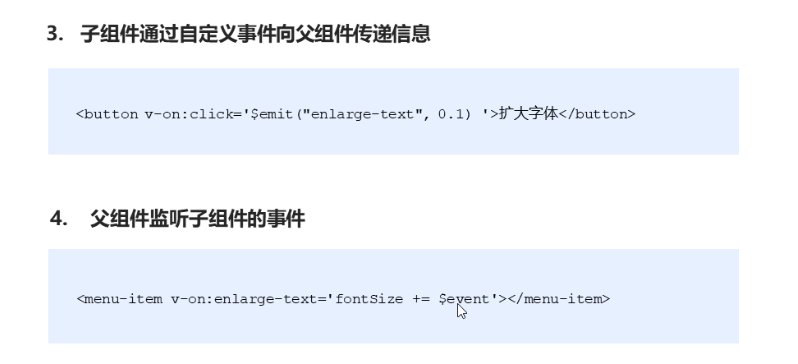 3. 子组件通过自定义事件向父组件传递信息
<button v-on:click='$emit("enlarge-text", 0.1) '>扩大字体</button>
4. 父组件监听子组件的事件
<menu-item v-on:enlarge-text='fontSize += $event'></menu-item>